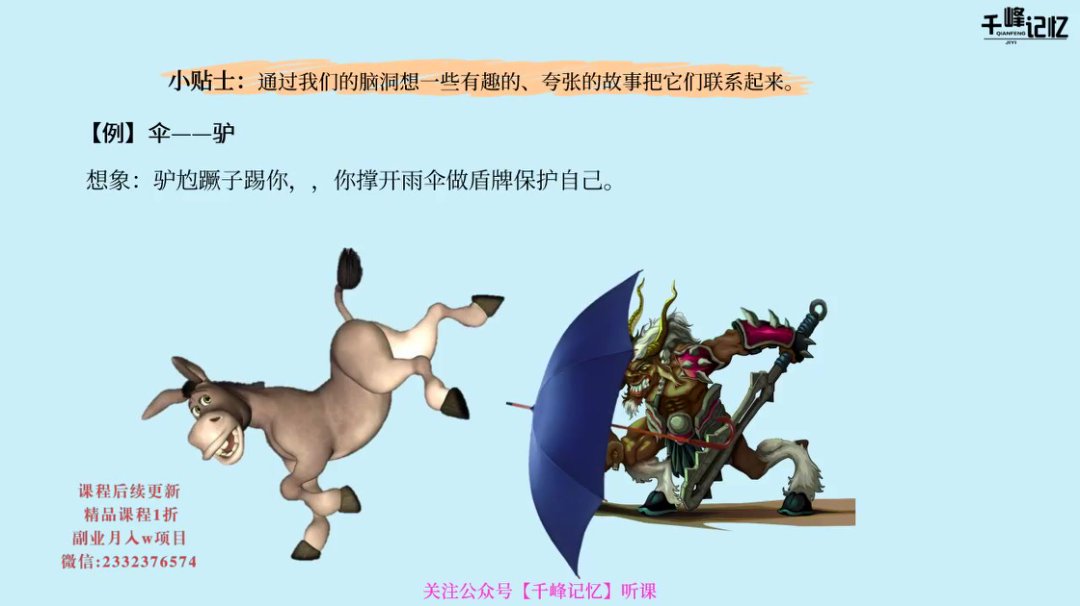 千峰记忆
QIANFENG
JIYI
小贴士：通过我们的脑洞想一些有趣的、夸张的故事把它们联系起来。
【例】伞——驴
想象：驴尥蹶子踢你，，你撑开雨伞做盾牌保护自己。
课程后续更新
精品课程1折
副业月入w项目
微信:2332376574
关注公众号【千峰记忆】听课